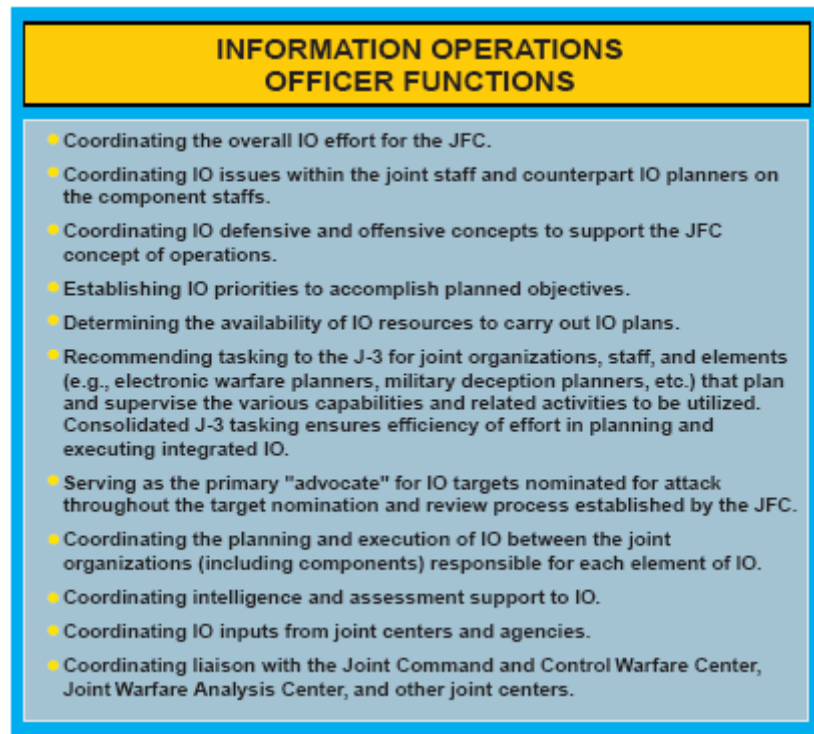 INFORMATION OPERATIONS
OFFICER FUNCTIONS
Coordinating the overall IO effort for the JFC.
Coordinating IO issues within the joint staff and counterpart IO planners on
the component staffs.
Coordinating IO defensive and offensive concepts to support the JFC
concept of operations.
Establishing IO priorities to accomplish planned objectives.
Determining the availability of IO resources to carry out IO plans.
Recommending tasking to the J-3 for joint organizations, staff, and elements
(e.g., electronic warfare planners, military deception planners, etc.) that plan
and supervise the various capabilities and related activities to be utilized.
Consolidated J-3 tasking ensures efficiency of effort in planning and
executing integrated IO.
Serving as the primary "advocate" for IO targets nominated for attack
throughout the target nomination and review process established by the JFC.
Coordinating the planning and execution of IO between the joint
organizations (including components) responsible for each element of IO.
Coordinating intelligence and assessment support to IO.
Coordinating IO inputs from joint centers and agencies.
Coordinating liaison with the Joint Command and Control Warfare Center,
Joint Warfare Analysis Center, and other joint centers.